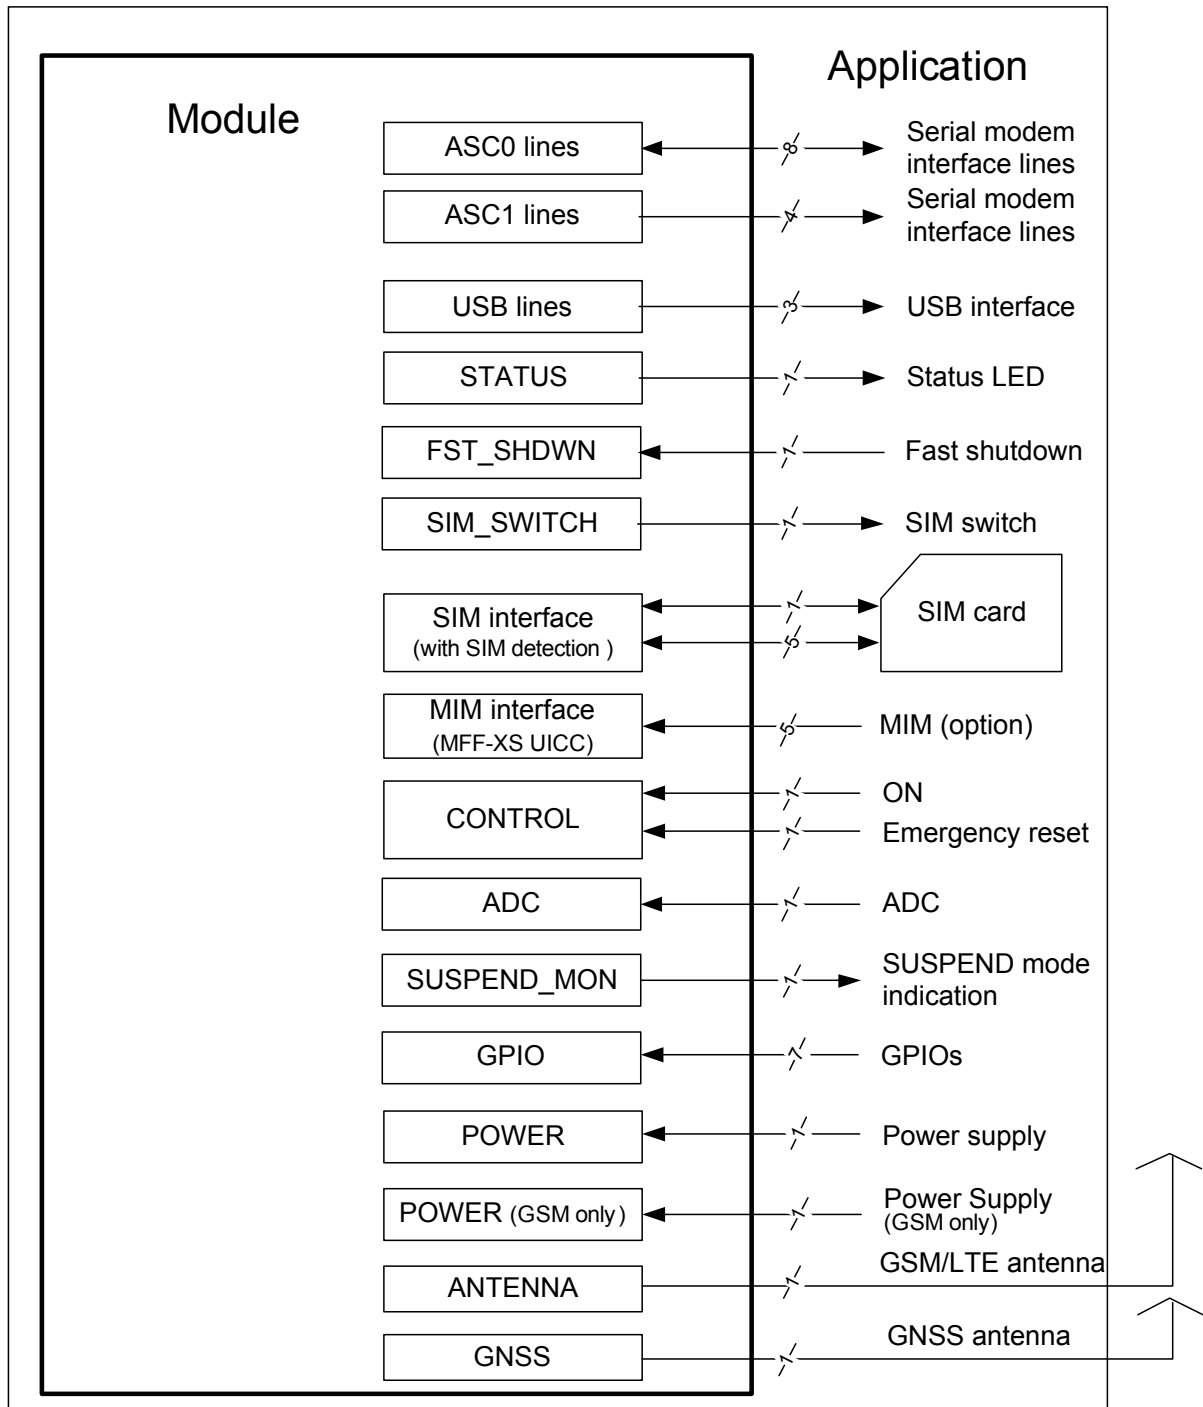 Application
Module
ASC0 lines
8
Serial modem
interface lines
ASC1 lines
4
Serial modem
interface lines
USB lines
3
USB interface
STATUS
1
Status LED
FST_SHDWN
1
Fast shutdown
SIM_SWITCH
1
SIM switch
SIM interface
(with SIM detection )
1
5
SIM card
MIM interface
(MFF-XS UICC)
5
MIM (option)
CONTROL
1
ON
1
Emergency reset
ADC
1
ADC
SUSPEND_MON
1
SUSPEND mode
indication
GPIO
7
GPIOs
POWER
1
Power supply
POWER (GSM only)
1
Power Supply
(GSM only)
ANTENNA
1
GSM/LTE antenna
GNSS
1
GNSS antenna